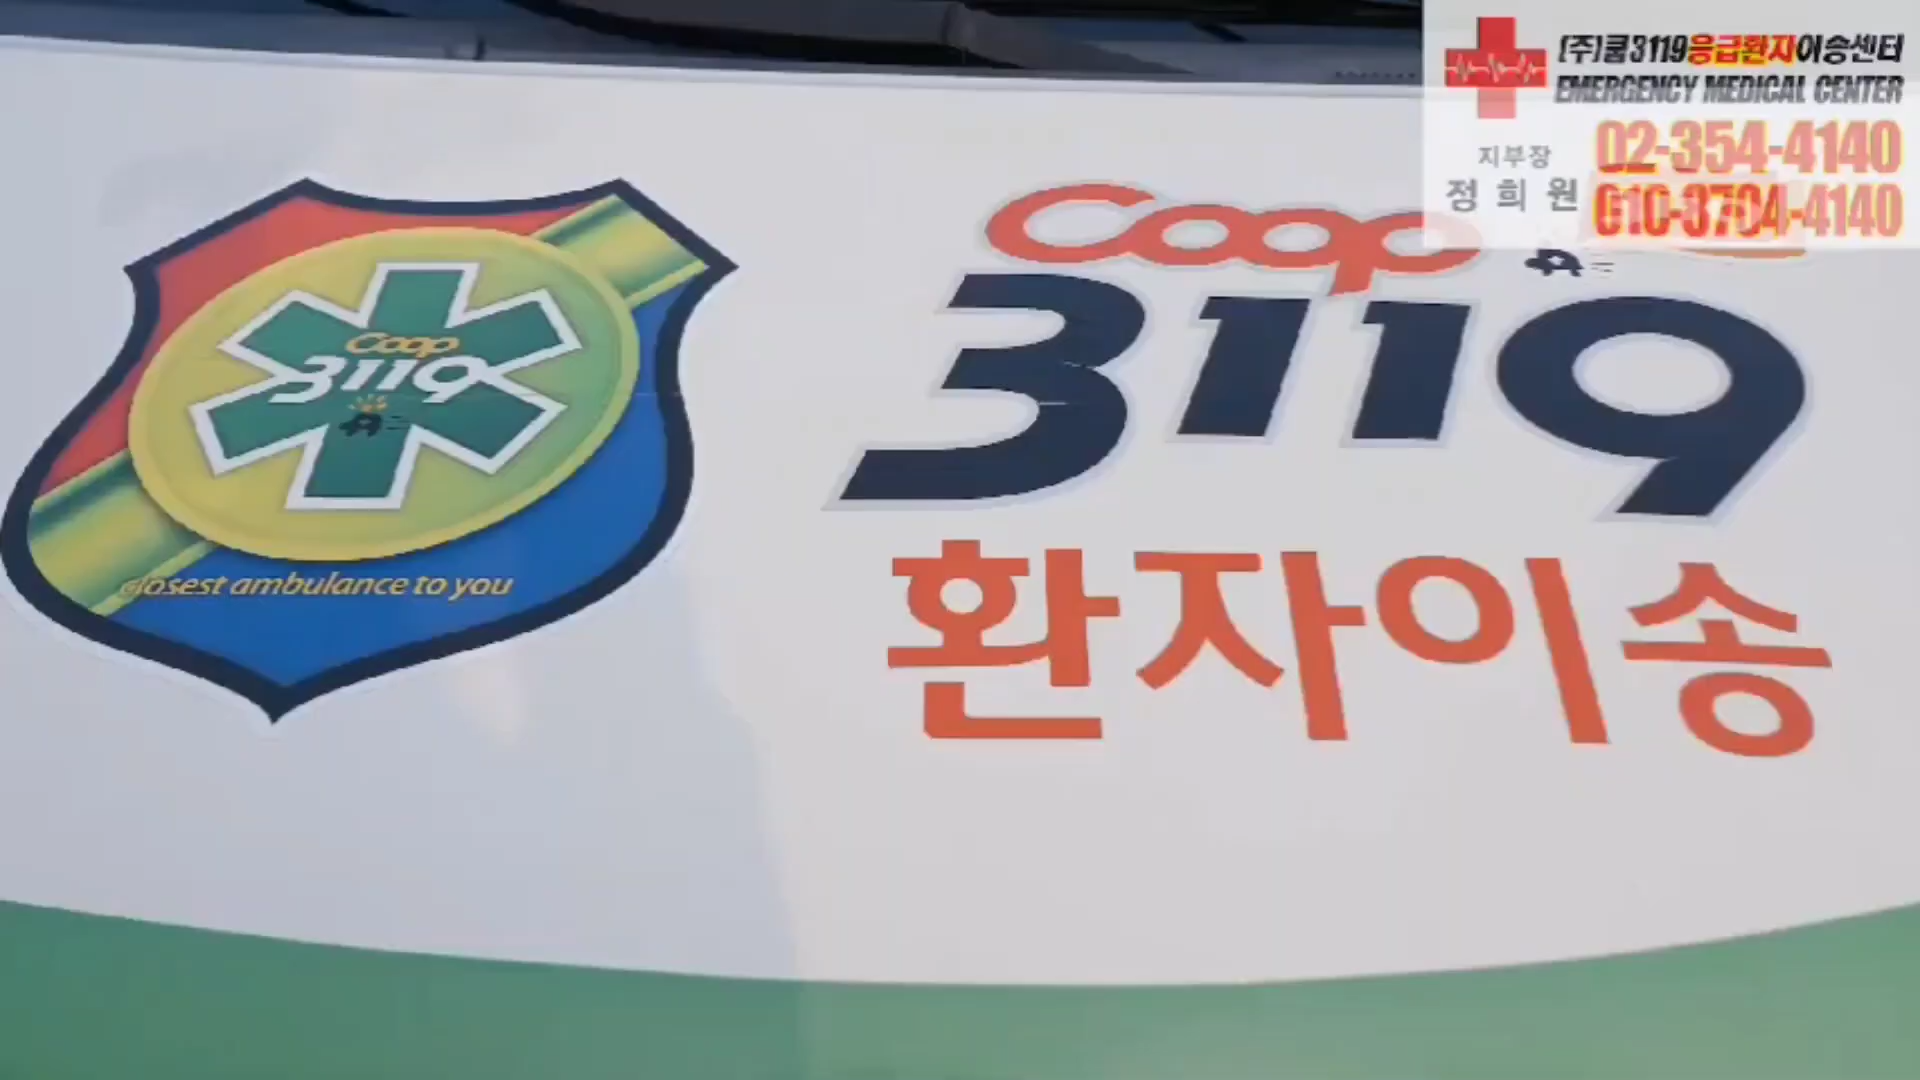 (주)쿱3119응급환자이송센터
EMERGENCY MEDICAL CENTER
지부장
정희원
02-354-4140
010-3704-4140
Coop
3119
환자이송
Coop
3119
closest ambulance to you